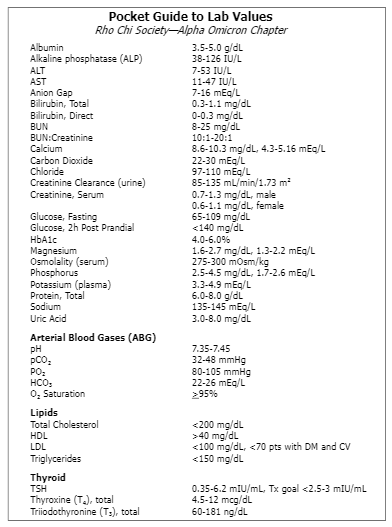 Pocket Guide to Lab Values
Rho Chi Society—Alpha Omicron Chapter
Albumin 3.5-5.0 g/dL
Alkaline phosphatase (ALP) 38-126 IU/L
ALT 7-53 IU/L
AST 11-47 IU/L
Anion Gap 7-16 mEq/L
Bilirubin, Total 0.3-1.1 mg/dL
Bilirubin, Direct 0-0.3 mg/dL
BUN 8-25 mg/dL
BUN:Creatinine 10:1-20:1
Calcium 8.6-10.3 mg/dL, 4.3-5.16 mEq/L
Carbon Dioxide 22-30 mEq/L
Chloride 97-110 mEq/L
Creatinine Clearance (urine) 85-135 mL/min/1.73 m²
Creatinine, Serum 0.7-1.3 mg/dL, male
0.6-1.1 mg/dL, female
Glucose, Fasting 65-109 mg/dL
Glucose, 2h Post Prandial <140 mg/dL
HbA1c 4.0-6.0%
Magnesium 1.6-2.7 mg/dL, 1.3-2.2 mEq/L
Osmolality (serum) 275-300 mOsm/kg
Phosphorus 2.5-4.5 mg/dL, 1.7-2.6 mEq/L
Potassium (plasma) 3.3-4.9 mEq/L
Protein, Total 6.0-8.0 g/dL
Sodium 135-145 mEq/L
Uric Acid 3.0-8.0 mg/dL
Arterial Blood Gases (ABG)
pH 7.35-7.45
pCO₂ 32-48 mmHg
PO₂ 80-105 mmHg
HCO₃ 22-26 mEq/L
O₂ Saturation ≥95%
Lipids
Total Cholesterol <200 mg/dL
HDL >40 mg/dL
LDL <100 mg/dL, <70 pts with DM and CV
Triglycerides <150 mg/dL
Thyroid
TSH 0.35-6.2 mIU/mL, Tx goal <2.5-3 mIU/mL
Thyroxine (T₄), total 4.5-12 mcg/dL
Triiodothyronine (T₃), total 60-181 ng/dL